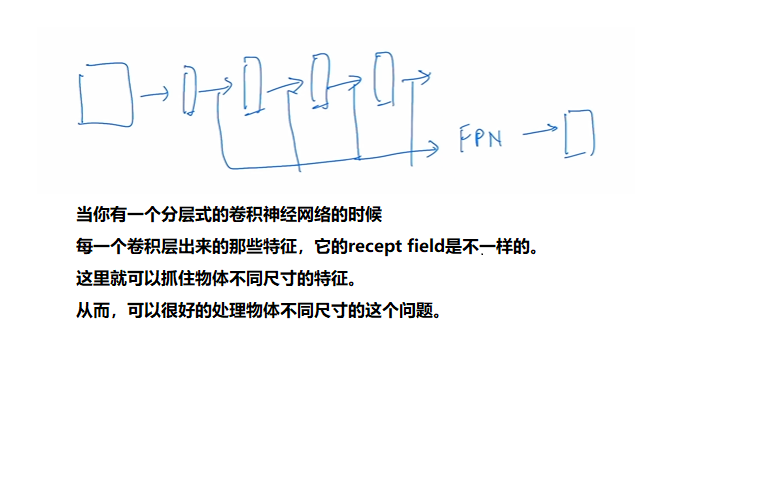 FPN
当你有一个分层式的卷积神经网络的时候
每一个卷积层出来的那些特征，它的recept field是不一样的。
这里就可以抓住物体不同尺寸的特征。
从而，可以很好的处理物体不同尺寸的这个问题。